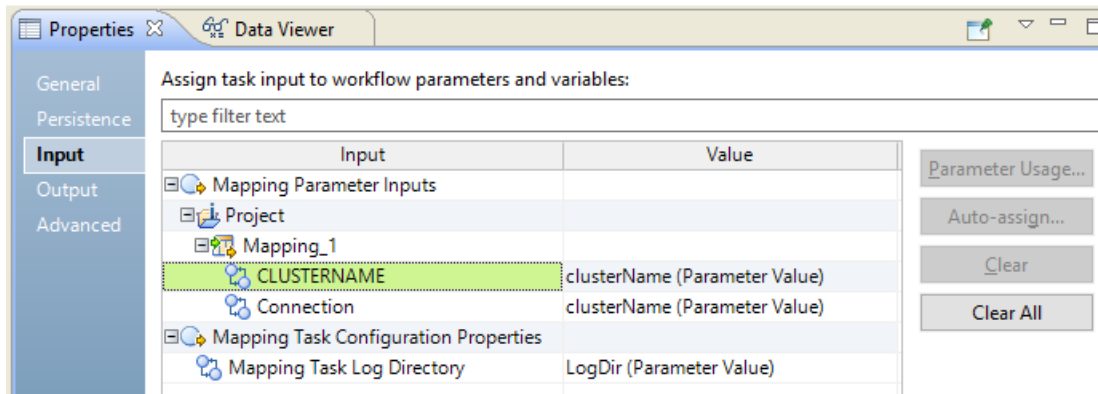 Properties Data Viewer
General
Persistence
Input
Output
Advanced
Assign task input to workflow parameters and variables:
type filter text
Input Value
Mapping Parameter Inputs
Project
Mapping_1
CLUSTERNAME clusterName (Parameter Value)
Connection clusterName (Parameter Value)
Mapping Task Configuration Properties
Mapping Task Log Directory LogDir (Parameter Value)
Parameter Usage...
Auto-assign...
Clear
Clear All